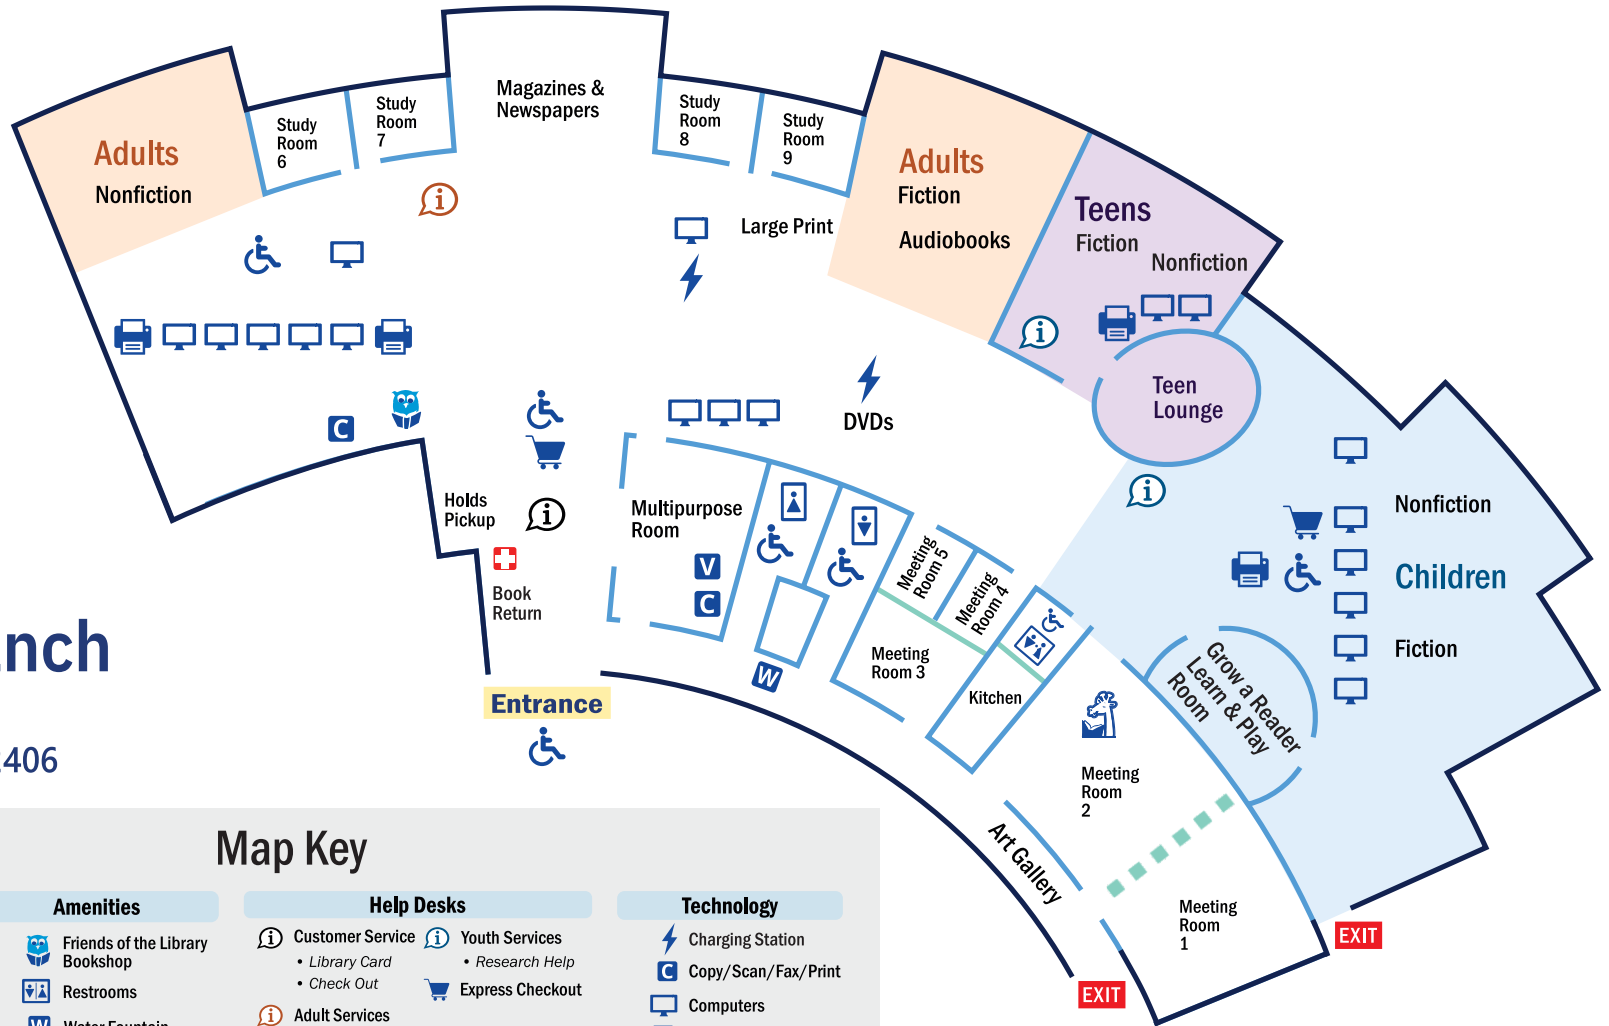 Magazines &
Newspapers
Study
Room
6
Study
Room
7
Study
Room
8
Study
Room
9
Adults
Nonfiction
Adults
Fiction
Audiobooks
Large Print
Teens
Fiction
Nonfiction
Teen
Lounge
DVDs
C
Holds
Pickup
Book
Return
Multipurpose
Room
V
C
W
Meeting
Room 5
Meeting
Room 4
Meeting
Room 3
Kitchen
Nonfiction
Children
Fiction
Grow a Reader
Learn & Play
Room
Entrance
Meeting
Room
2
Art Gallery
Meeting
Room
1
EXIT
EXIT
nch
406
Map Key
Amenities
Friends of the Library
Bookshop
Restrooms
W Water Fountain
Help Desks
Customer Service
• Library Card
• Check Out
Adult Services
Youth Services
• Research Help
Express Checkout
Technology
Charging Station
C Copy/Scan/Fax/Print
Computers